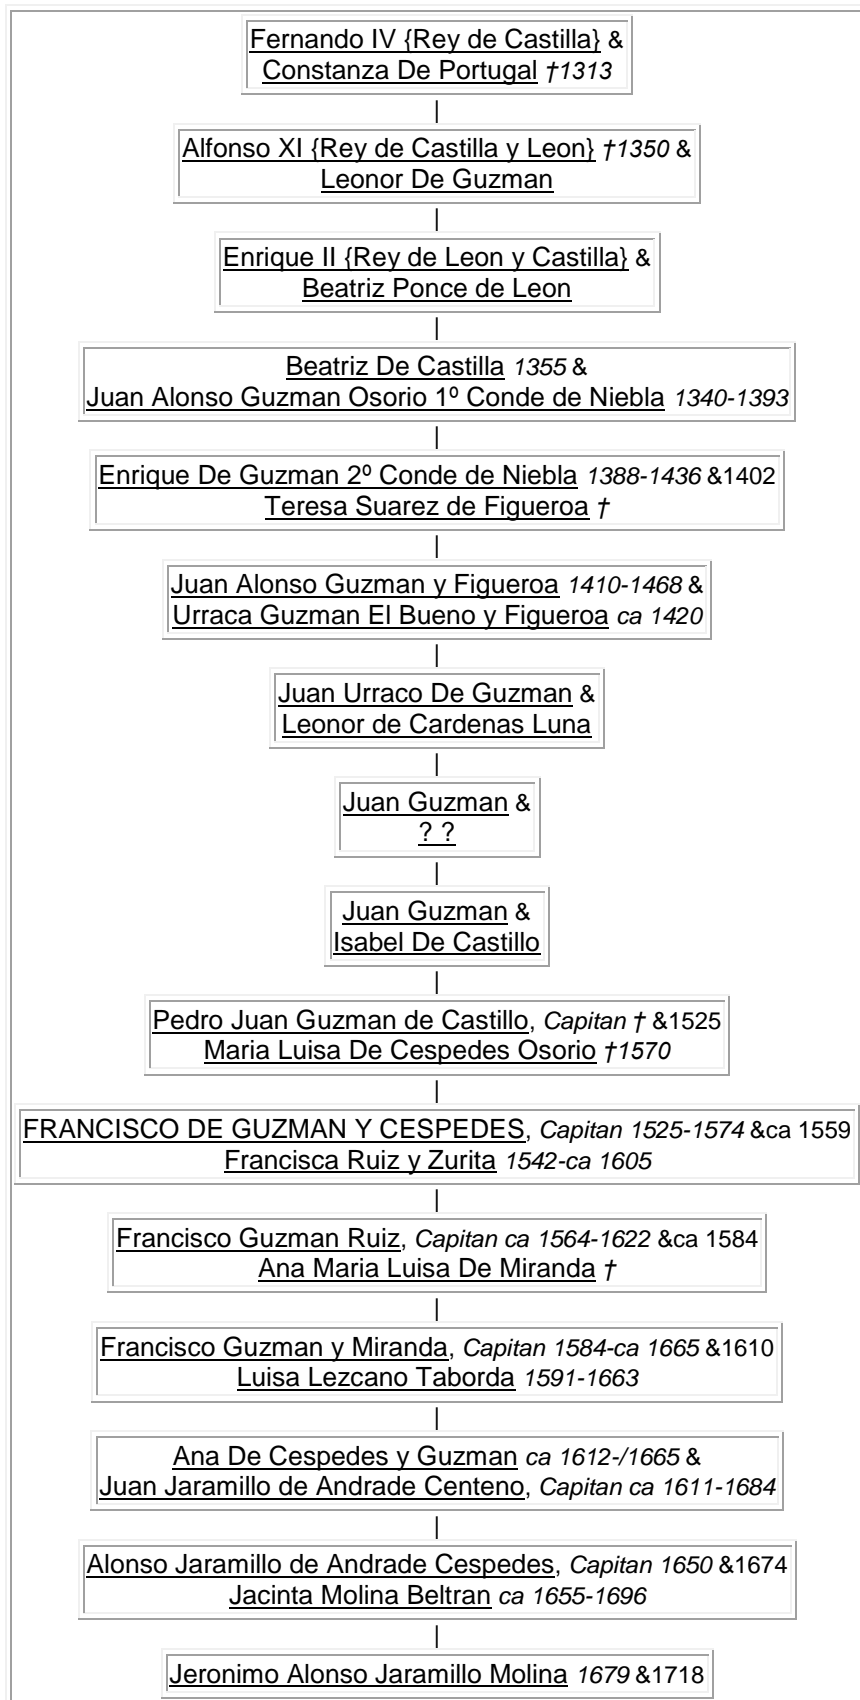 Fernando IV {Rey de Castilla} &
Constanza De Portugal †1313
Alfonso XI {Rey de Castilla y Leon} †1350 &
Leonor De Guzman
Enrique II {Rey de Leon y Castilla} &
Beatriz Ponce de Leon
Beatriz De Castilla 1355 &
Juan Alonso Guzman Osorio 1º Conde de Niebla 1340-1393
Enrique De Guzman 2º Conde de Niebla 1388-1436 &1402
Teresa Suarez de Figueroa †
Juan Alonso Guzman y Figueroa 1410-1468 &
Urraca Guzman El Bueno y Figueroa ca 1420
Juan Urraco De Guzman &
Leonor de Cardenas Luna
Juan Guzman &
? ?
Juan Guzman &
Isabel De Castillo
Pedro Juan Guzman de Castillo, Capitan † &1525
Maria Luisa De Cespedes Osorio †1570
FRANCISCO DE GUZMAN Y CESPEDES, Capitan 1525-1574 &ca 1559
Francisca Ruiz y Zurita 1542-ca 1605
Francisco Guzman Ruiz, Capitan ca 1564-1622 &ca 1584
Ana Maria Luisa De Miranda †
Francisco Guzman y Miranda, Capitan 1584-ca 1665 &1610
Luisa Lezcano Taborda 1591-1663
Ana De Cespedes y Guzman ca 1612-/1665 &
Juan Jaramillo de Andrade Centeno, Capitan ca 1611-1684
Alonso Jaramillo de Andrade Cespedes, Capitan 1650 &1674
Jacinta Molina Beltran ca 1655-1696
Jeronimo Alonso Jaramillo Molina 1679 &1718